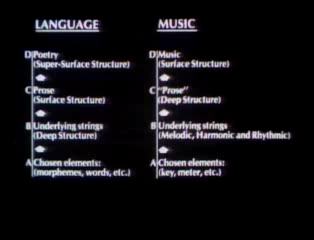 LANGUAGE
MUSIC
D Poetry
(Super-Surface Structure)
C Prose
(Surface Structure)
B Underlying strings
(Deep Structure)
A Chosen elements:
(morphemes, words, etc.)
D Music
(Surface Structure)
C "Prose"
(Deep Structure)
B Underlying strings
(Melodic, Harmonic and Rhythmic)
A Chosen elements:
(key, meter, etc.)